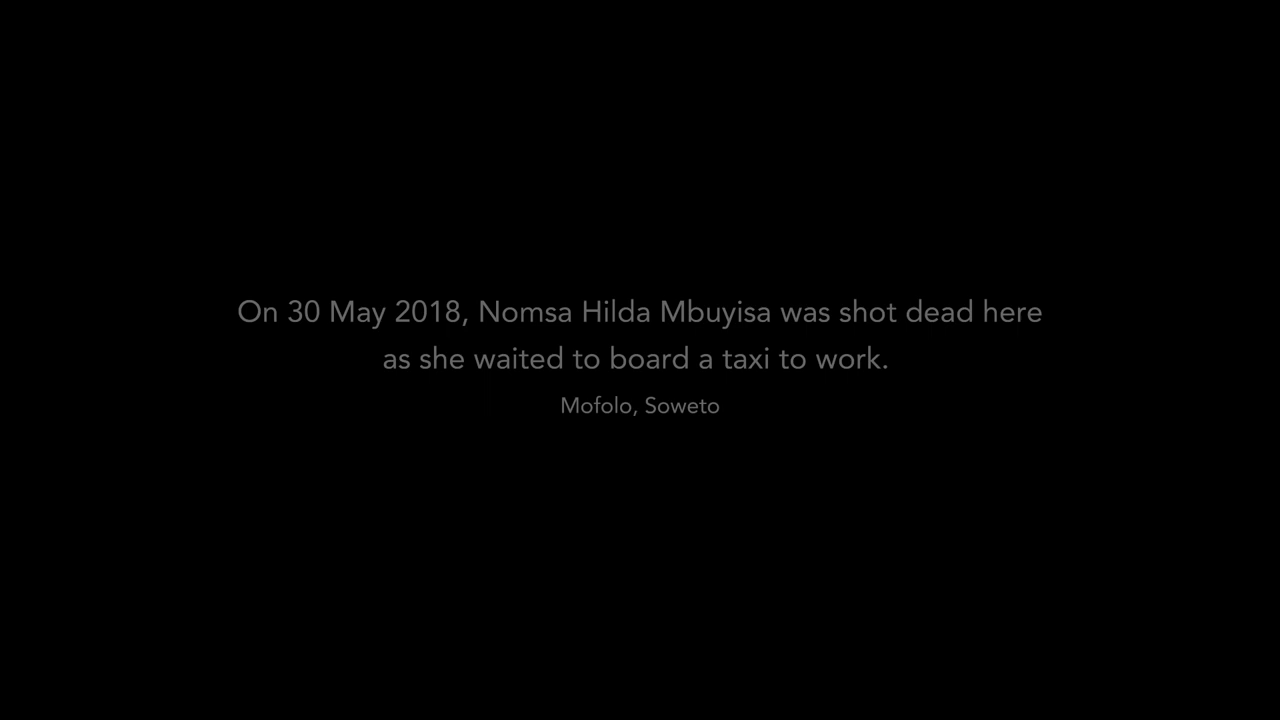 On 30 May 2018, Nomsa Hilda Mbuyisa was shot dead here
as she waited to board a taxi to work.
Mofolo, Soweto